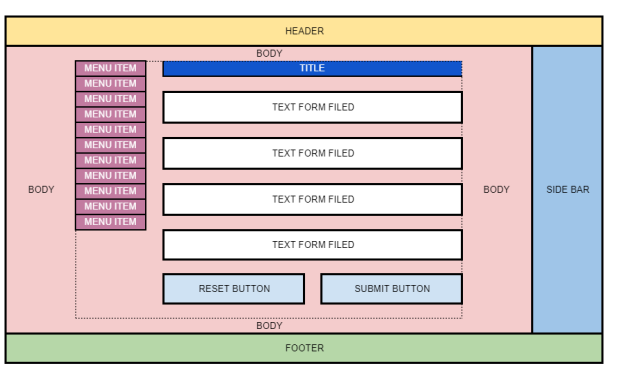 HEADER
BODY
MENU ITEM
TITLE
MENU ITEM
MENU ITEM
TEXT FORM FILED
MENU ITEM
MENU ITEM
MENU ITEM
TEXT FORM FILED
MENU ITEM
MENU ITEM
BODY
MENU ITEM
BODY
SIDE BAR
TEXT FORM FILED
MENU ITEM
MENU ITEM
TEXT FORM FILED
RESET BUTTON
SUBMIT BUTTON
BODY
FOOTER